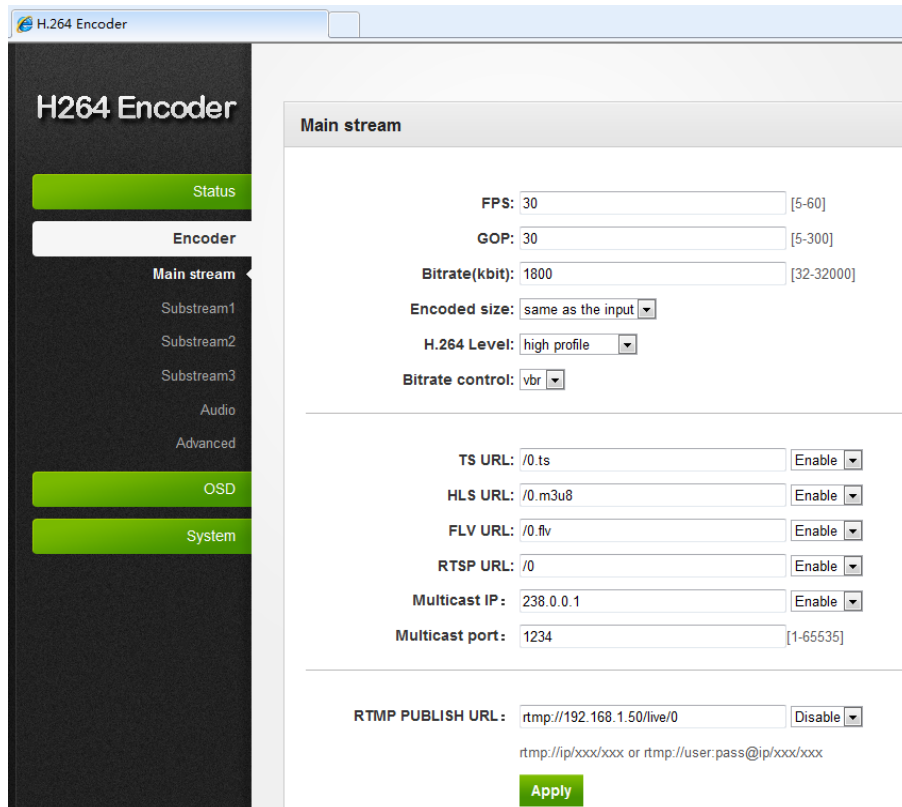 H.264 Encoder
H264 Encoder
Status
Encoder
Main stream
Substream1
Substream2
Substream3
Audio
Advanced
OSD
System
Main stream
FPS: 30 [5-60]
GOP: 30 [5-300]
Bitrate(kbit): 1800 [32-32000]
Encoded size: same as the input
H.264 Level: high profile
Bitrate control: vbr
TS URL: /0.ts Enable
HLS URL: /0.m3u8 Enable
FLV URL: /0.flv Enable
RTSP URL: /0 Enable
Multicast IP： 238.0.0.1 Enable
Multicast port： 1234 [1-65535]
RTMP PUBLISH URL： rtmp://192.168.1.50/live/0 Disable
rtmp://ip/xxx/xxx or rtmp://user:pass@ip/xxx/xxx
Apply